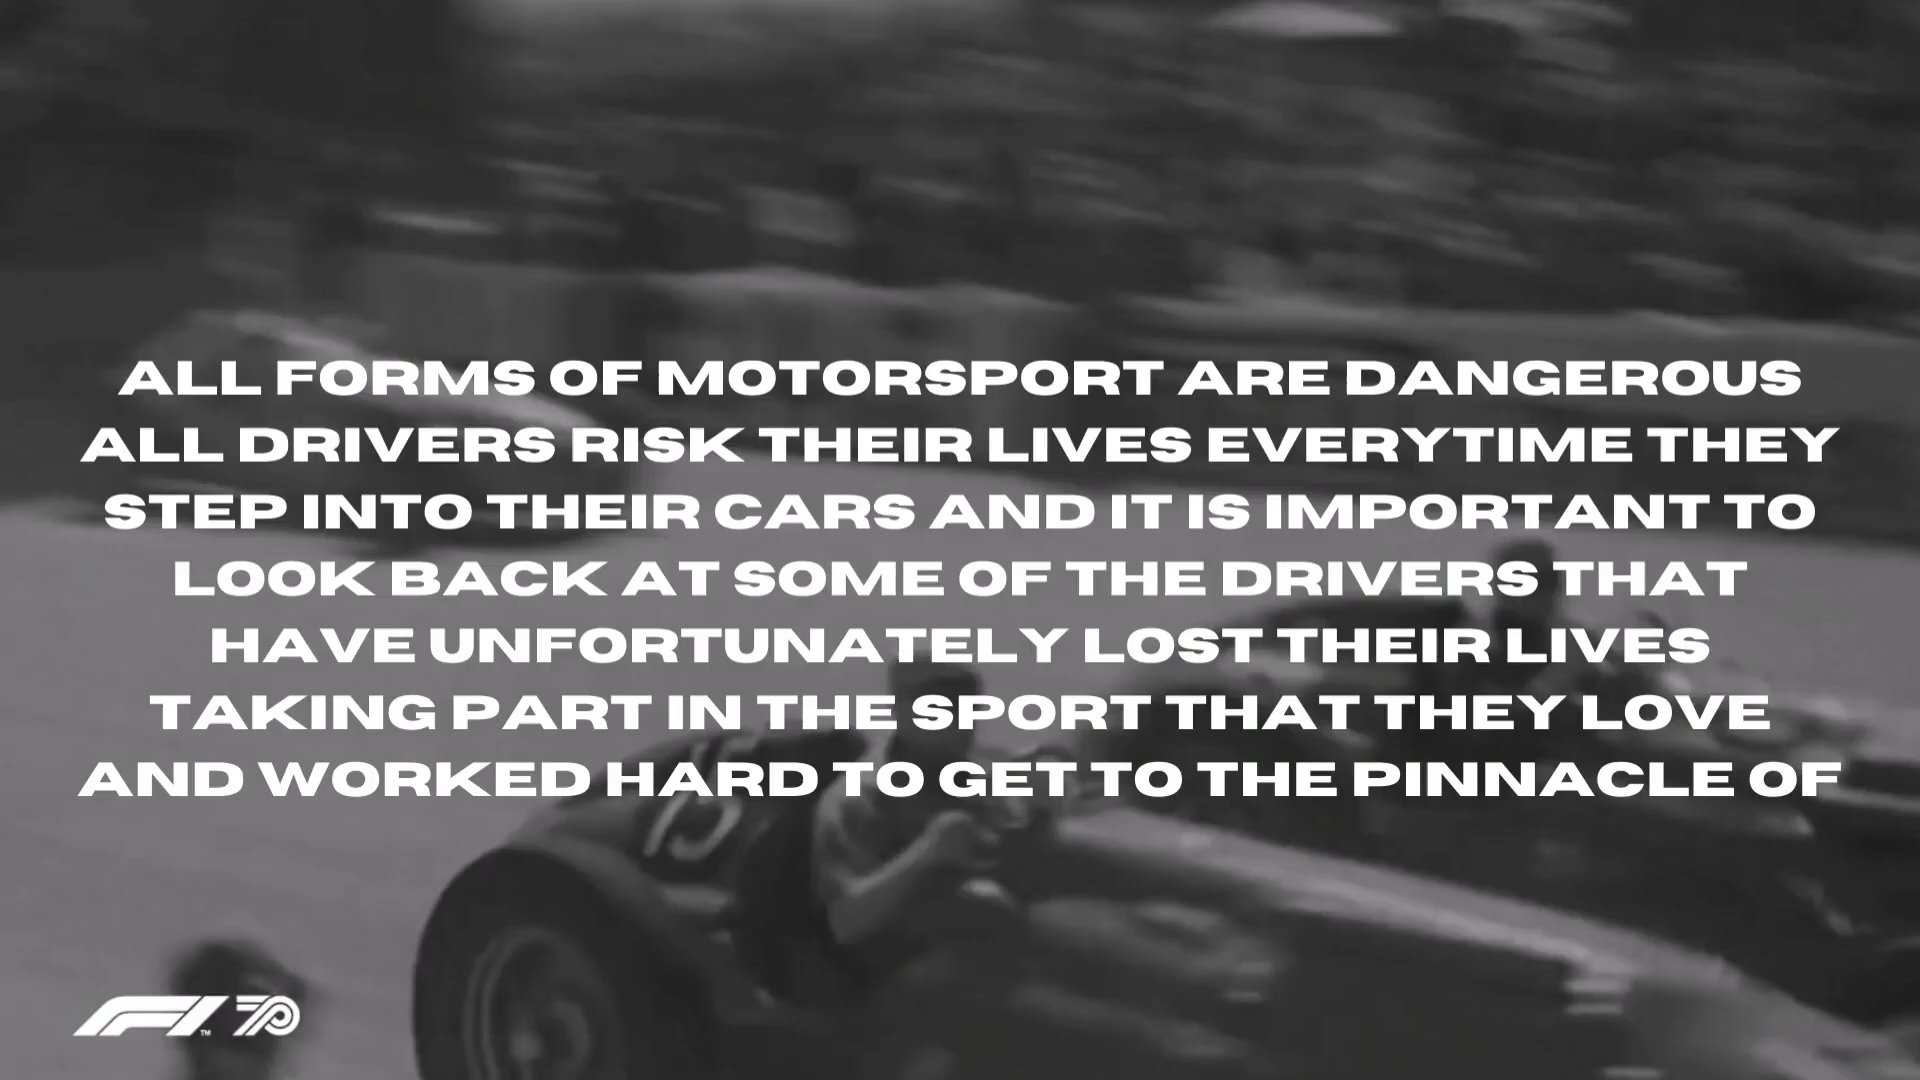 ALL FORMS OF MOTORSPORT ARE DANGEROUS
ALL DRIVERS RISK THEIR LIVES EVERYTIME THEY
STEP INTO THEIR CARS AND IT IS IMPORTANT TO
LOOK BACK AT SOME OF THE DRIVERS THAT
HAVE UNFORTUNATELY LOST THEIR LIVES
TAKING PART IN THE SPORT THAT THEY LOVE
AND WORKED HARD TO GET TO THE PINNACLE OF
15
F1™ 70